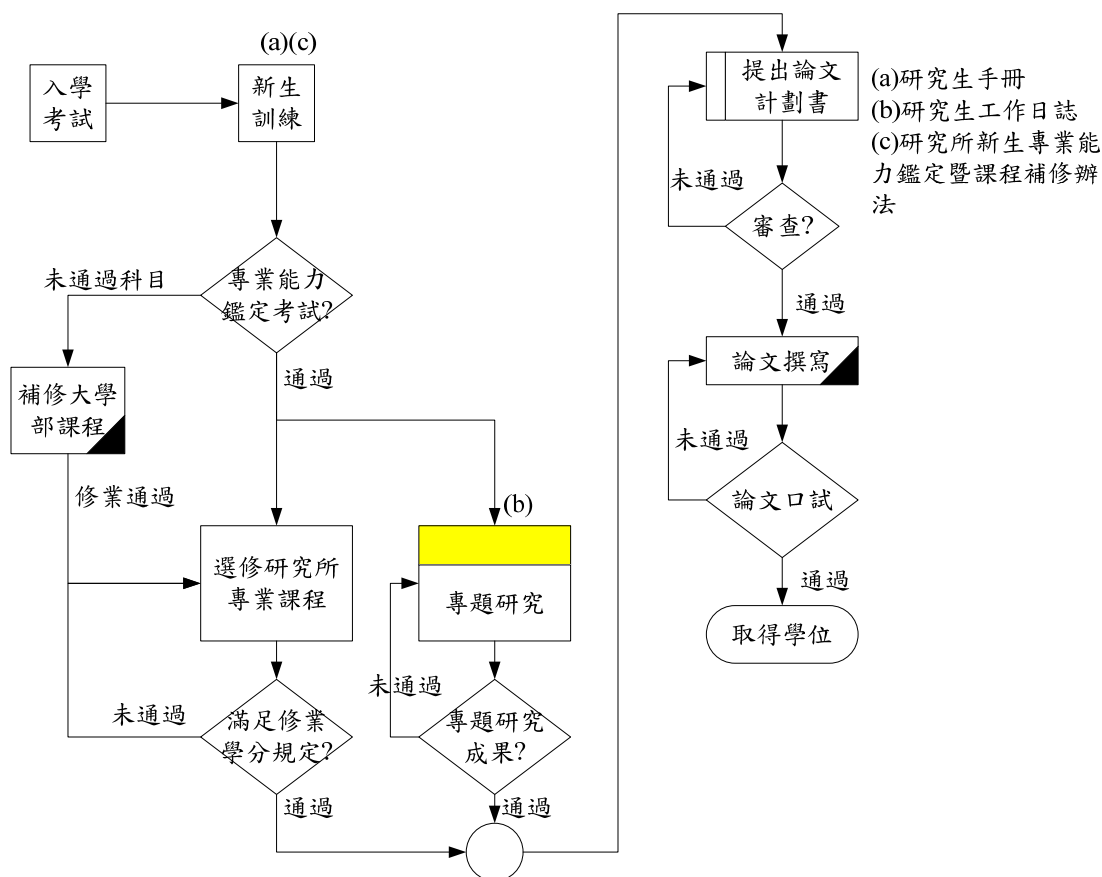 (a)(c)
入學
考試
新生
訓練
專業能力
鑑定考試?
未通過科目
補修大學
部課程
修業通過
通過
選修研究所
專業課程
未通過
滿足修業
學分規定?
通過
(b)
專題研究
未通過
專題研究
成果?
通過
提出論文
計劃書
未通過
審查?
通過
論文撰寫
未通過
論文口試
通過
取得學位
(a)研究生手冊
(b)研究生工作日誌
(c)研究所新生專業能
力鑑定暨課程補修辦
法